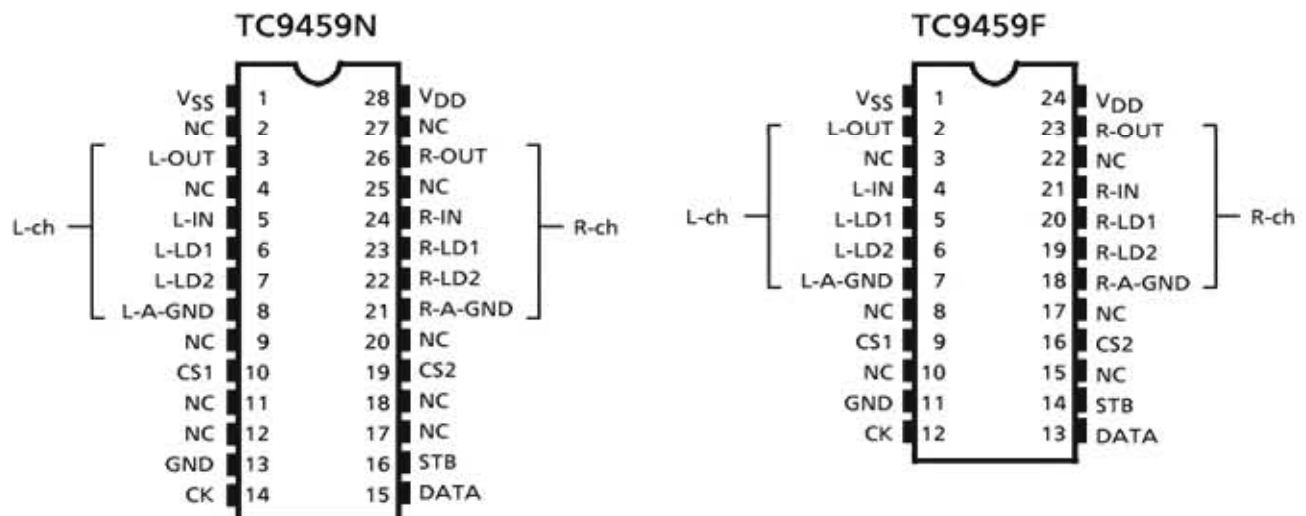 TC9459N
VSS 1 28 VDD
NC 2 27 NC
L-OUT 3 26 R-OUT
NC 4 25 NC
L-IN 5 24 R-IN
L-ch R-ch
L-LD1 6 23 R-LD1
L-LD2 7 22 R-LD2
L-A-GND 8 21 R-A-GND
NC 9 20 NC
CS1 10 19 CS2
NC 11 18 NC
NC 12 17 NC
GND 13 16 STB
CK 14 15 DATA
TC9459F
VSS 1 24 VDD
L-OUT 2 23 R-OUT
NC 3 22 NC
L-IN 4 21 R-IN
L-ch R-ch
L-LD1 5 20 R-LD1
L-LD2 6 19 R-LD2
L-A-GND 7 18 R-A-GND
NC 8 17 NC
CS1 9 16 CS2
NC 10 15 NC
GND 11 14 STB
CK 12 13 DATA